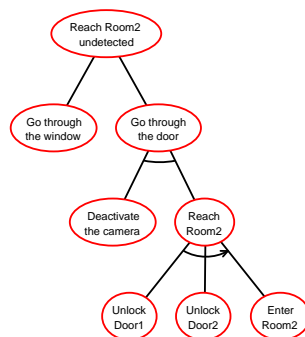 Reach Room2
undetected
Go through
the window
Go through
the door
Deactivate
the camera
Reach
Room2
Unlock
Door1
Unlock
Door2
Enter
Room2